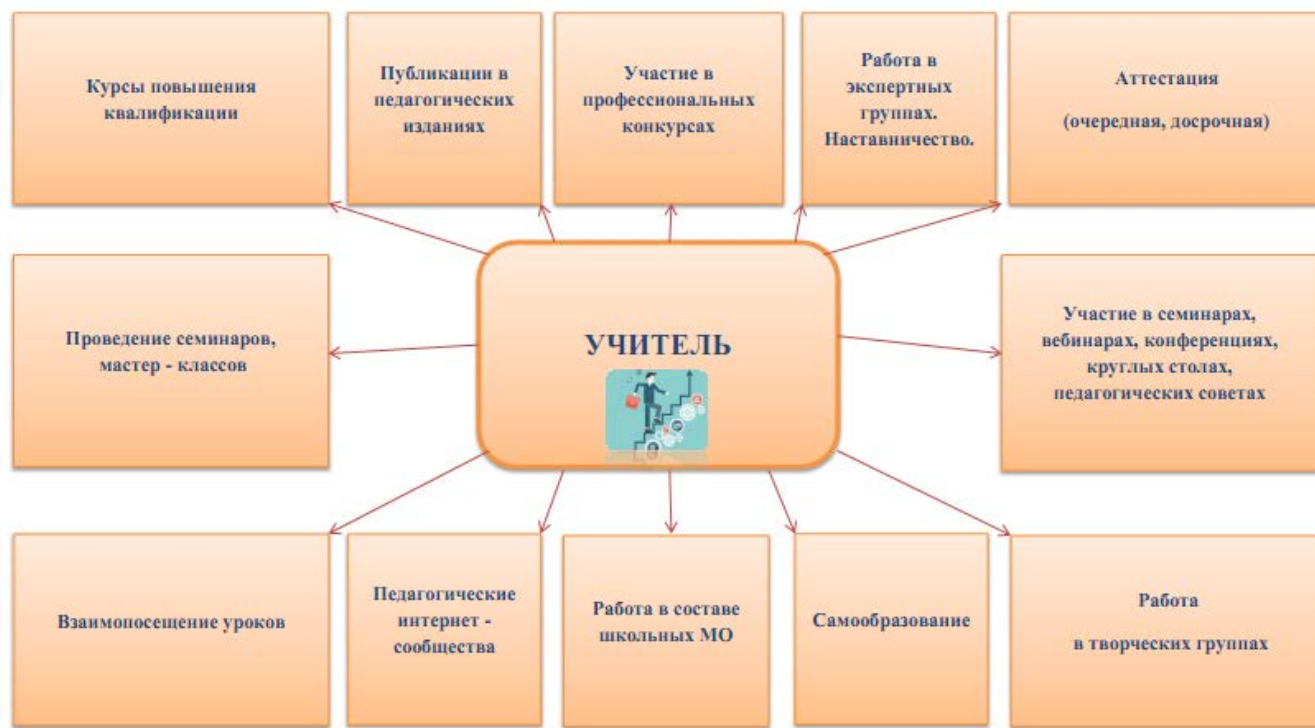 Курсы повышения
квалификации
Публикации в
педагогических
изданиях
Участие в
профессиональных
конкурсах
Работа в
экспертных
группах.
Наставничество.
Аттестация
(очередная, досрочная)
Проведение семинаров,
мастер - классов
УЧИТЕЛЬ
Участие в семинарах,
вебинарах, конференциях,
круглых столах,
педагогических советах
Взаимопосещение уроков
Педагогические
интернет -
сообщества
Работа в составе
школьных МО
Самообразование
Работа
в творческих группах